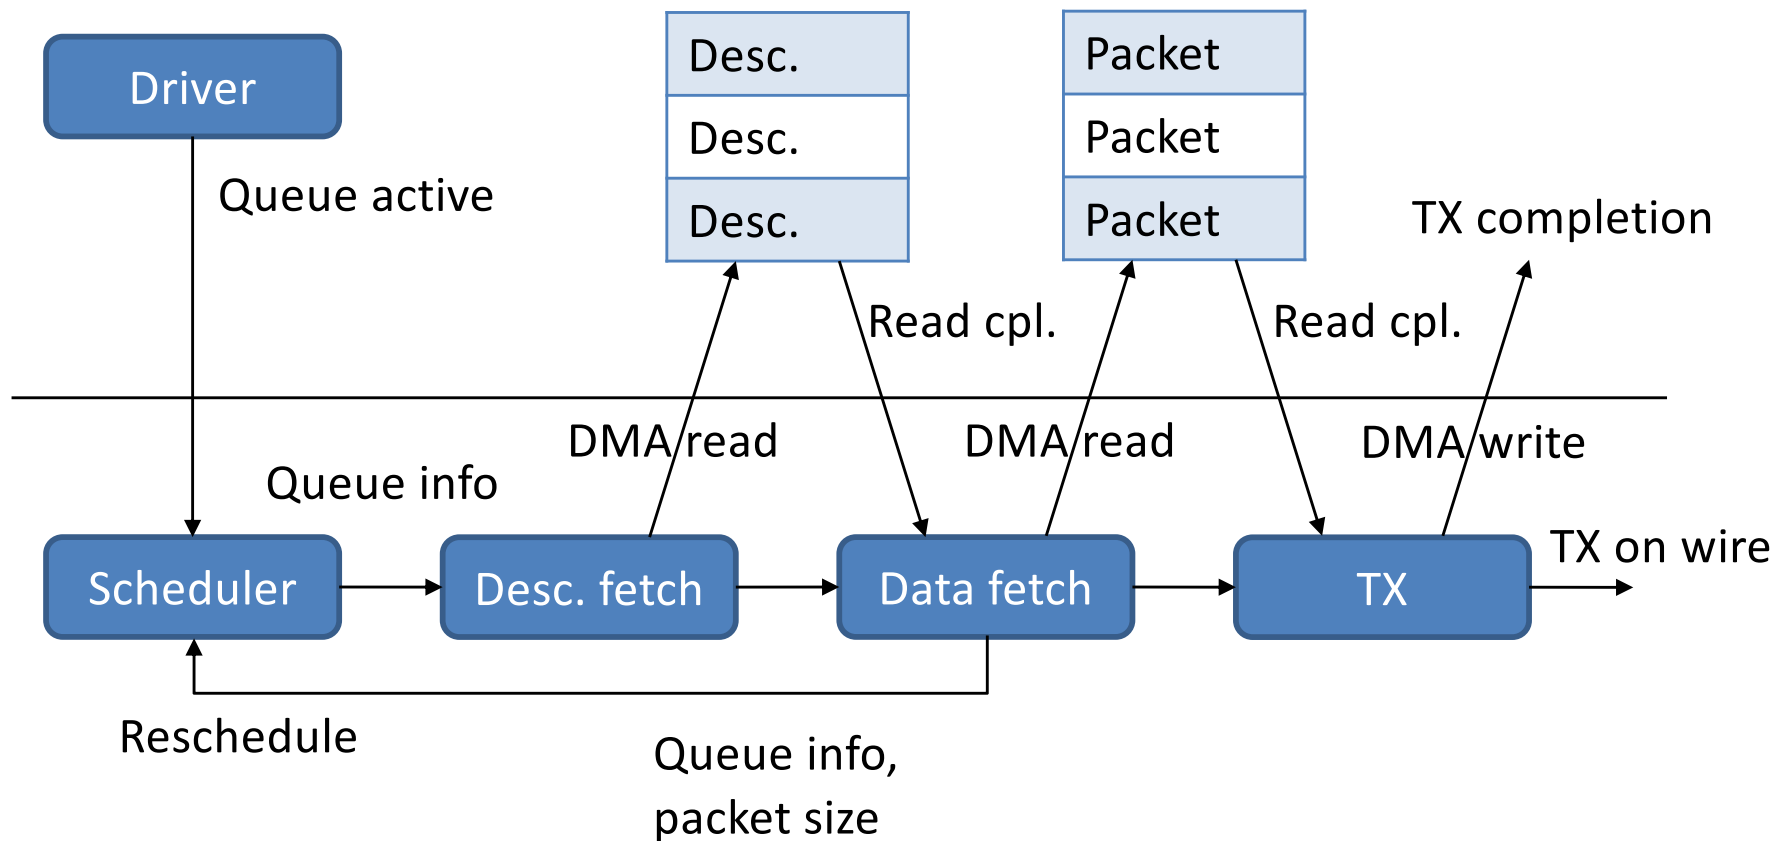 Driver
Desc.
Desc.
Desc.
Packet
Packet
Packet
Queue active
TX completion
Read cpl.
Read cpl.
DMA read
DMA read
DMA write
Queue info
TX on wire
Scheduler
Desc. fetch
Data fetch
TX
Reschedule
Queue info,
packet size